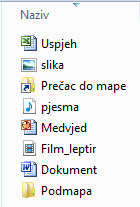 Naziv
Uspjeh
slika
Prečac do mape
pjesma
Medvjed
Film_leptir
Dokument
Podmapa